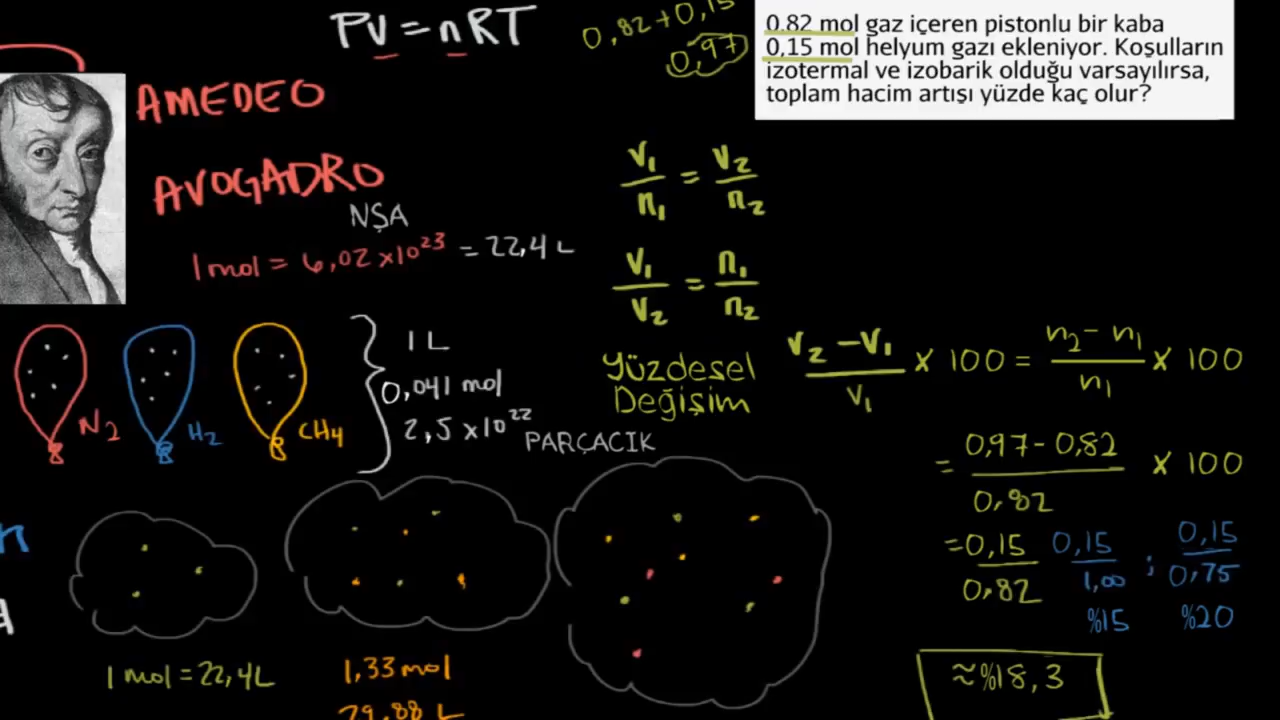 PV = nRT
0,82 + 0,15
0,97
0,82 mol gaz içeren pistonlu bir kaba
0,15 mol helyum gazı ekleniyor. Koşulların
izotermal ve izobarik olduğu varsayılırsa,
toplam hacim artışı yüzde kaç olur?
AMEDEO
AVOGADRO
NŞA
1 mol = 6,02 x 10²³ = 22,4 L
V₁/n₁ = V₂/n₂
V₁/V₂ = n₁/n₂
N₂
H₂
CH₄
1 L
0,041 mol
2,5 x 10²² PARÇACIK
Yüzdesel
Değişim
V₂ - V₁/V₁ x 100 = n₂ - n₁/n₁ x 100
= 0,97 - 0,82/0,82 x 100
= 0,15/0,82 0,15/1,00 ; 0,15/0,75
%15 %20
≈ %18,3
1 mol = 22,4 L
1,33 mol
29,88 L